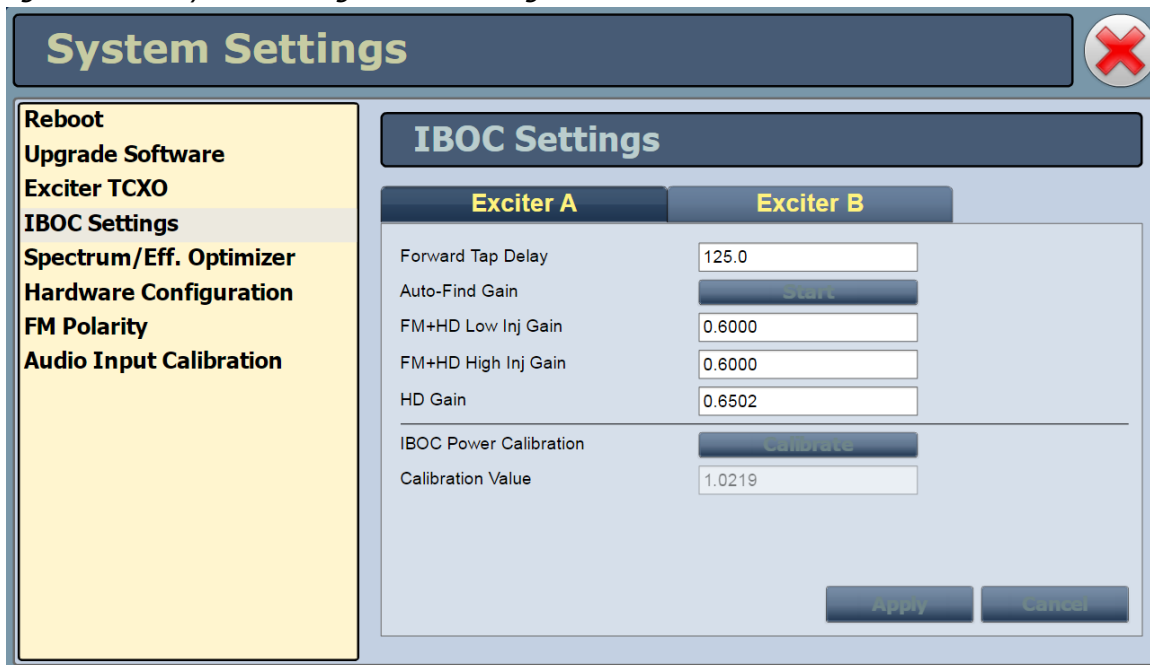 System Settings
Reboot
Upgrade Software
Exciter TCXO
IBOC Settings
Spectrum/Eff. Optimizer
Hardware Configuration
FM Polarity
Audio Input Calibration
IBOC Settings
Exciter A Exciter B
Forward Tap Delay 125.0
Auto-Find Gain Start
FM+HD Low Inj Gain 0.6000
FM+HD High Inj Gain 0.6000
HD Gain 0.6502
IBOC Power Calibration Calibrate
Calibration Value 1.0219
Apply Cancel